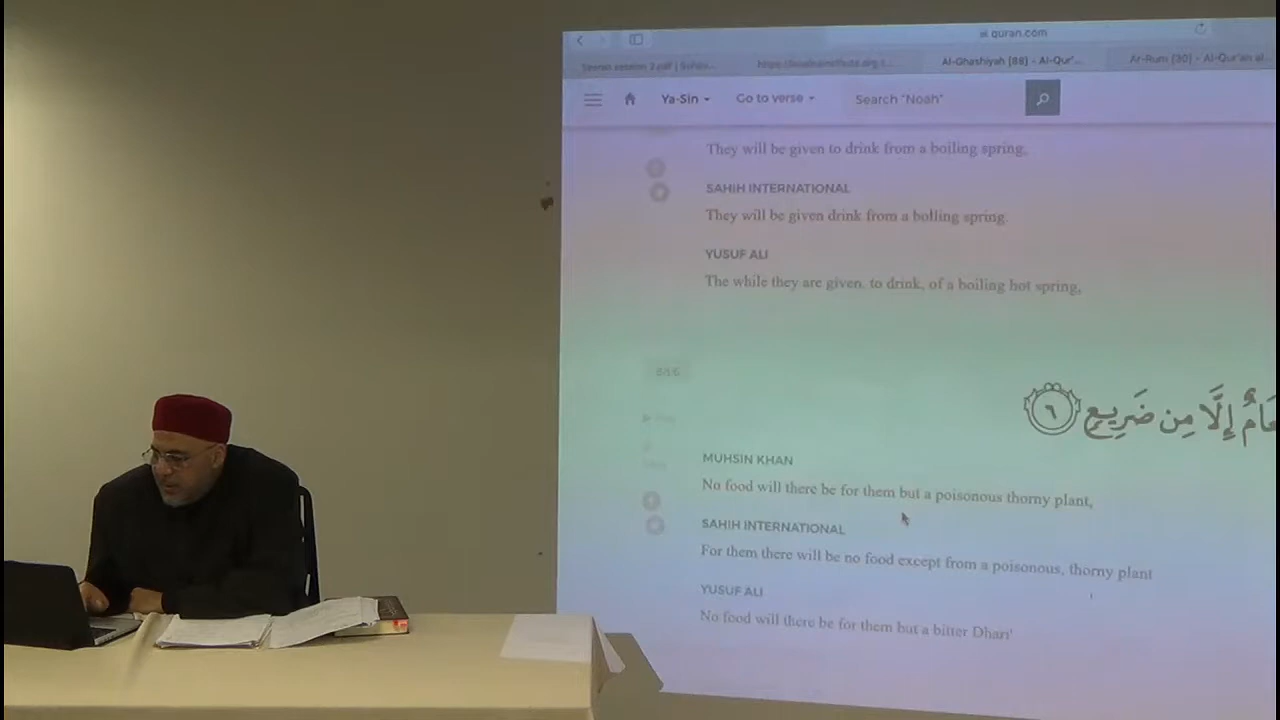 al.quran.com
Al-Ghashiyah [88] - Al-Qur'...
Ar-Rum [30] - Al-Qur'an al...
Ya-Sin
Go to verse
Search "Noah"
They will be given to drink from a boiling spring,
SAHIH INTERNATIONAL
They will be given drink from a boiling spring.
YUSUF ALI
The while they are given, to drink, of a boiling hot spring,
88:6
إِلَّا مِن ضَرِيعٍ ٦
MUHSIN KHAN
No food will there be for them but a poisonous thorny plant,
SAHIH INTERNATIONAL
For them there will be no food except from a poisonous, thorny plant
YUSUF ALI
No food will there be for them but a bitter Dhari'